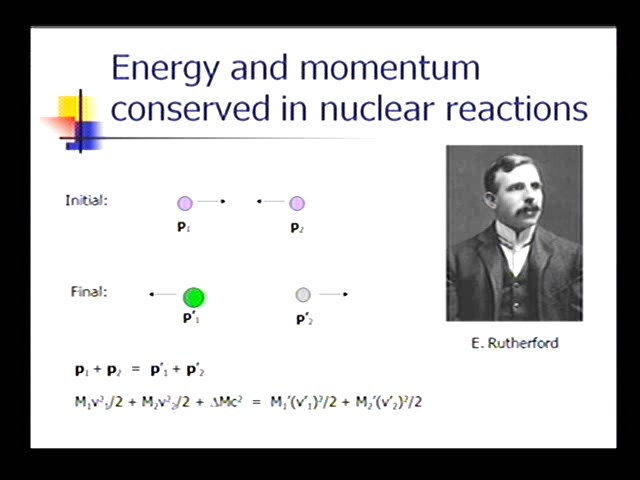 Energy and momentum
conserved in nuclear reactions
Initial:
p₁ p₂
Final:
p′₁ p′₂
E. Rutherford
p₁ + p₂ = p′₁ + p′₂
M₁v²₁/2 + M₂v²₂/2 + ΔMc² = M₁′(v′₁)²/2 + M₂′(v′₂)²/2